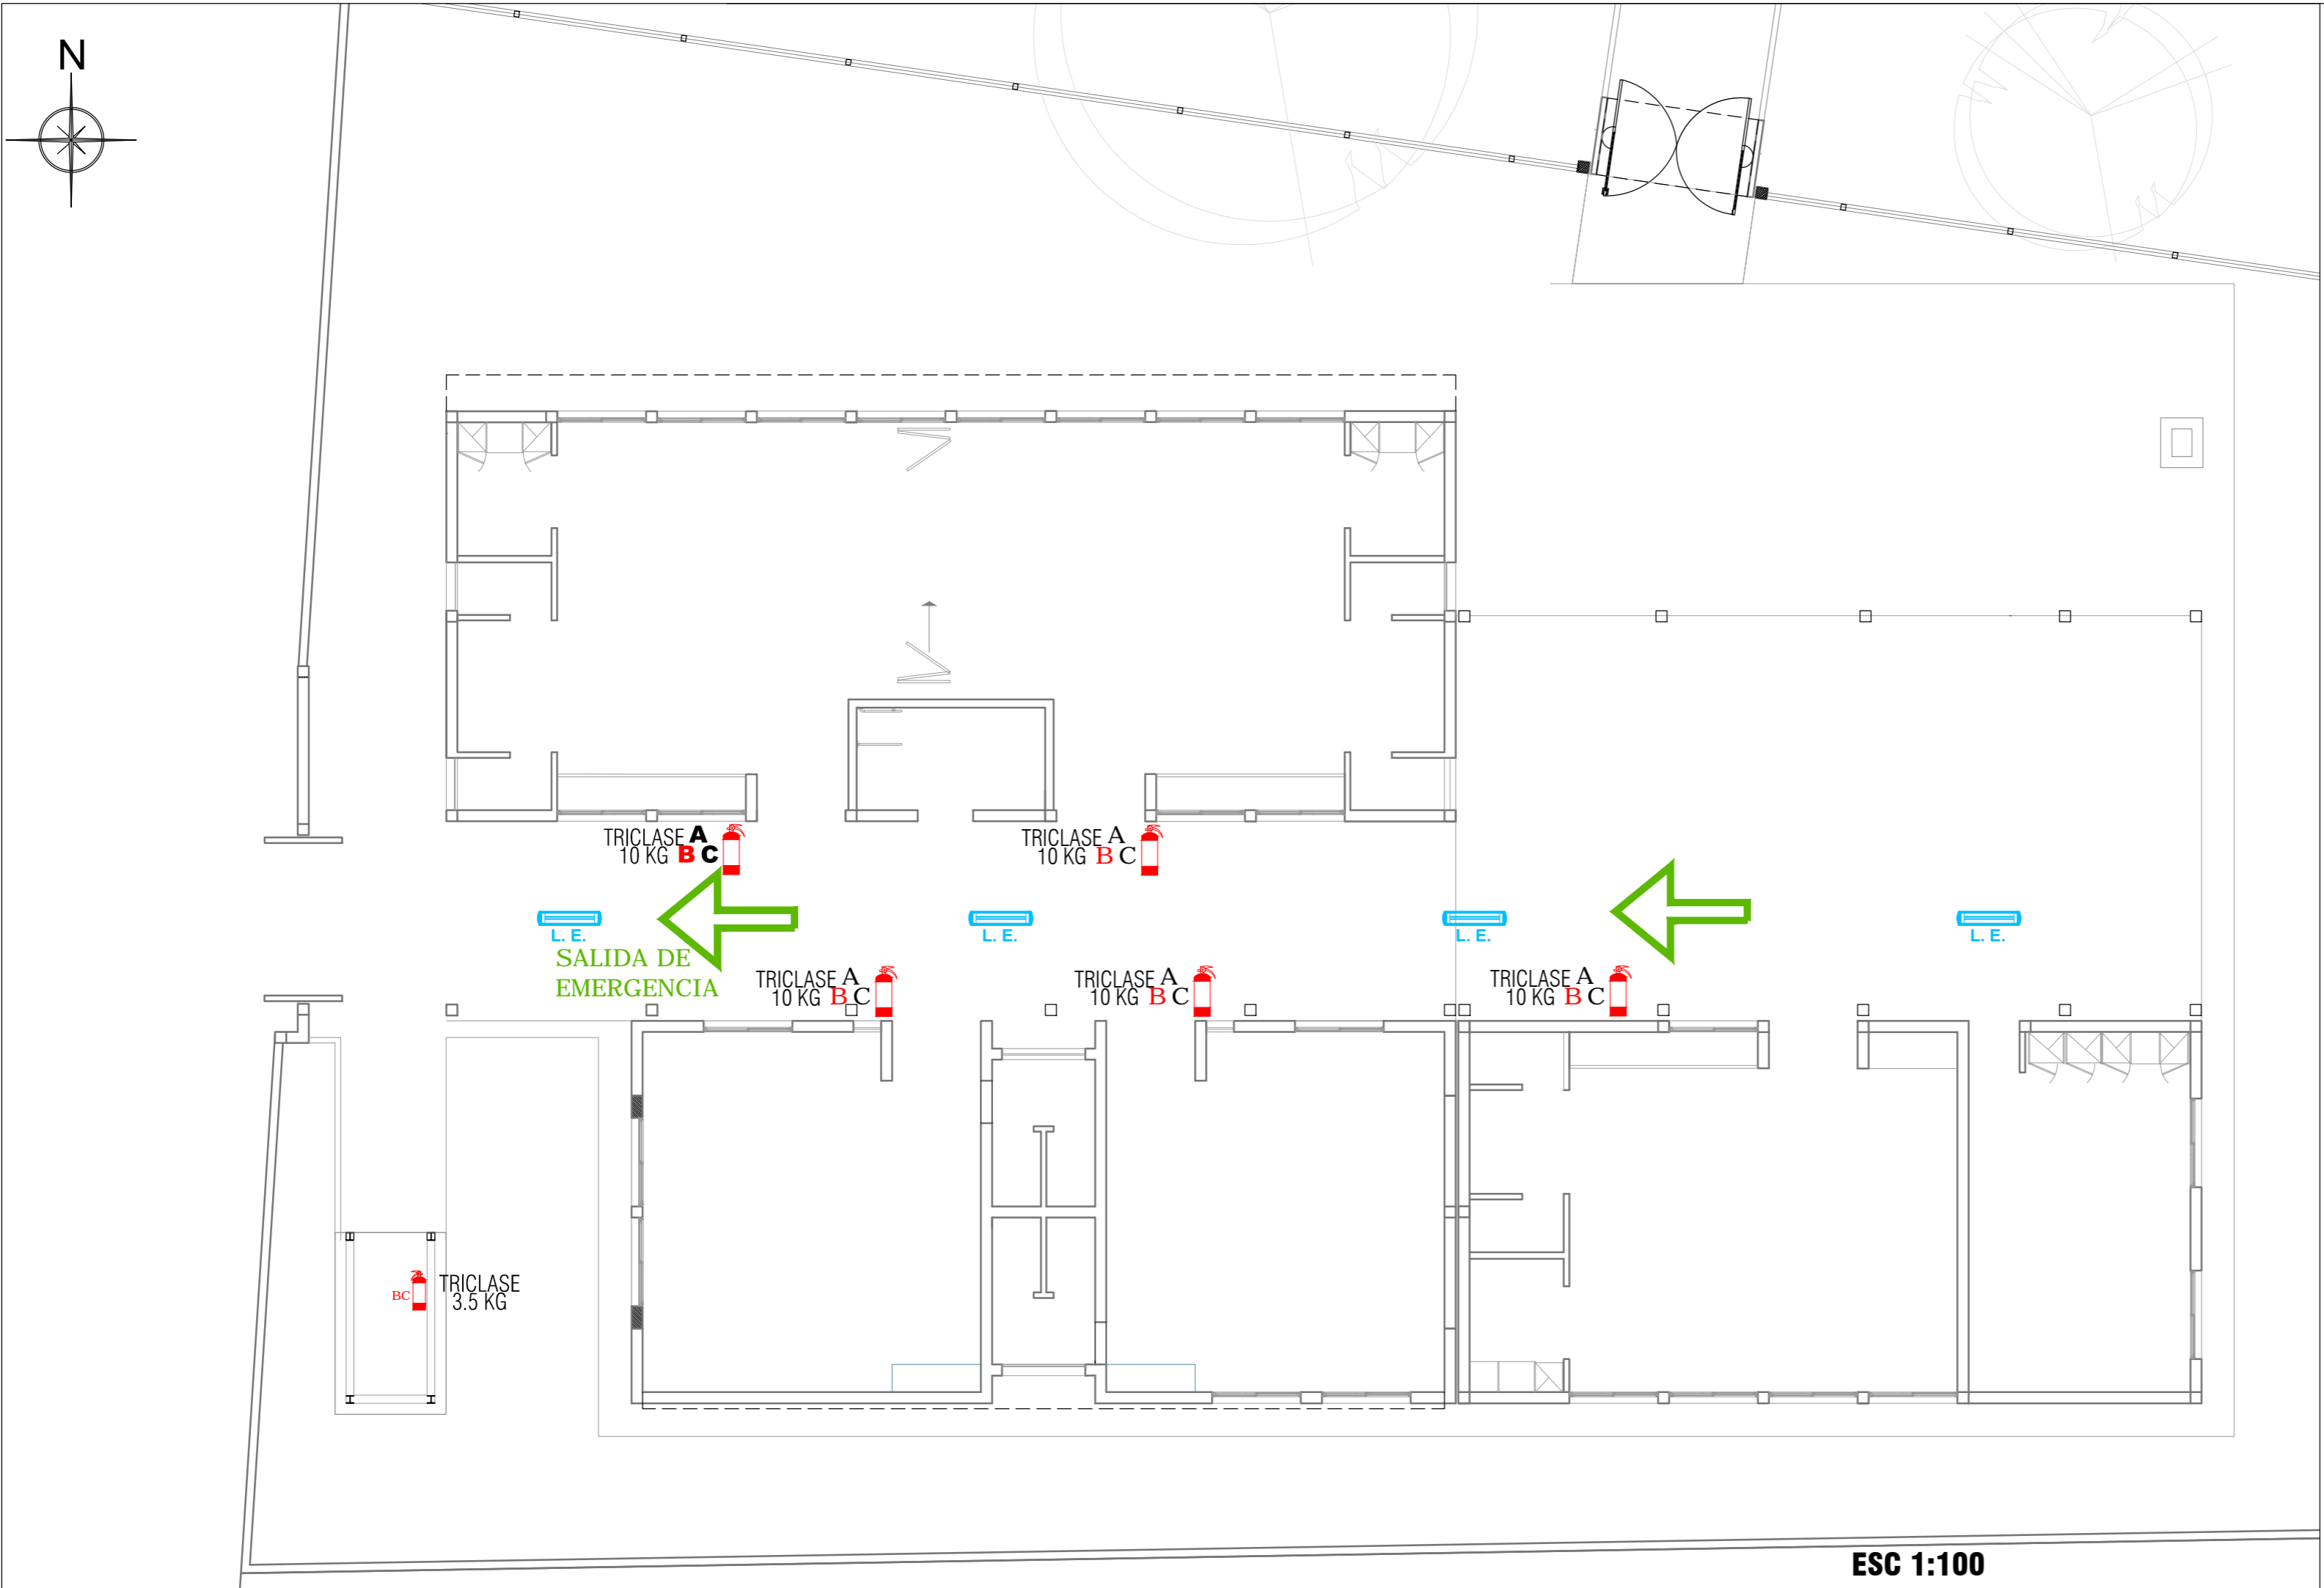 N
TRICLASE A
10 KG B C
TRICLASE A
10 KG B C
L. E.
L. E.
L. E.
L. E.
SALIDA DE
EMERGENCIA
TRICLASE A
10 KG B C
TRICLASE A
10 KG B C
TRICLASE A
10 KG B C
BC
TRICLASE
3.5 KG
ESC 1:100